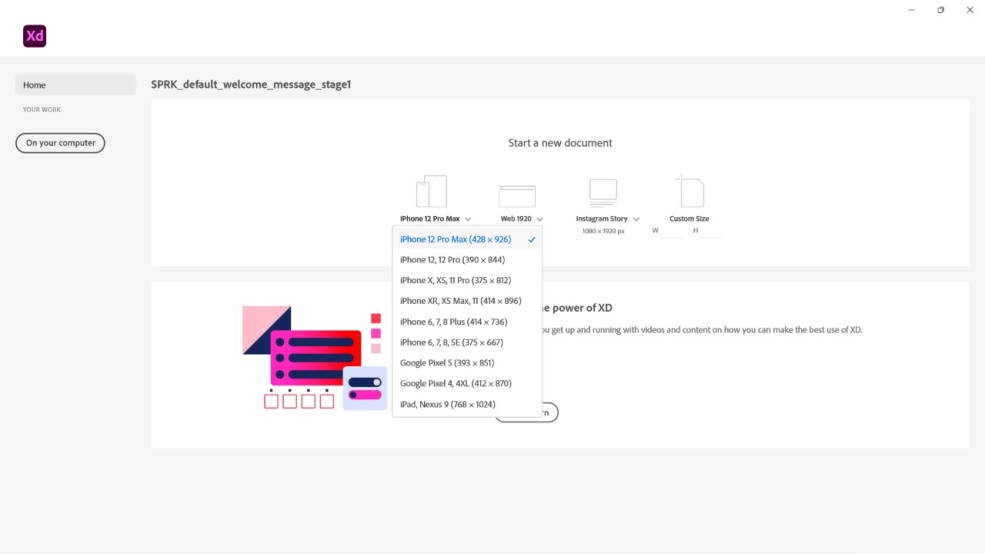 Xd
Home
SPRK_default_welcome_message_stage1
YOUR WORK
On your computer
Start a new document
iPhone 12 Pro Max
Web 1920
Instagram Story
Custom Size
1080 x 1920 px
W
H
iPhone 12 Pro Max (428 × 926)
iPhone 12, 12 Pro (390 × 844)
iPhone X, XS, 11 Pro (375 × 812)
iPhone XR, XS Max, 11 (414 × 896)
iPhone 6, 7, 8 Plus (414 × 736)
iPhone 6, 7, 8, SE (375 × 667)
Google Pixel 5 (393 × 851)
Google Pixel 4, 4XL (412 × 870)
iPad, Nexus 9 (768 × 1024)
power of XD
get up and running with videos and content on how you can make the best use of XD.